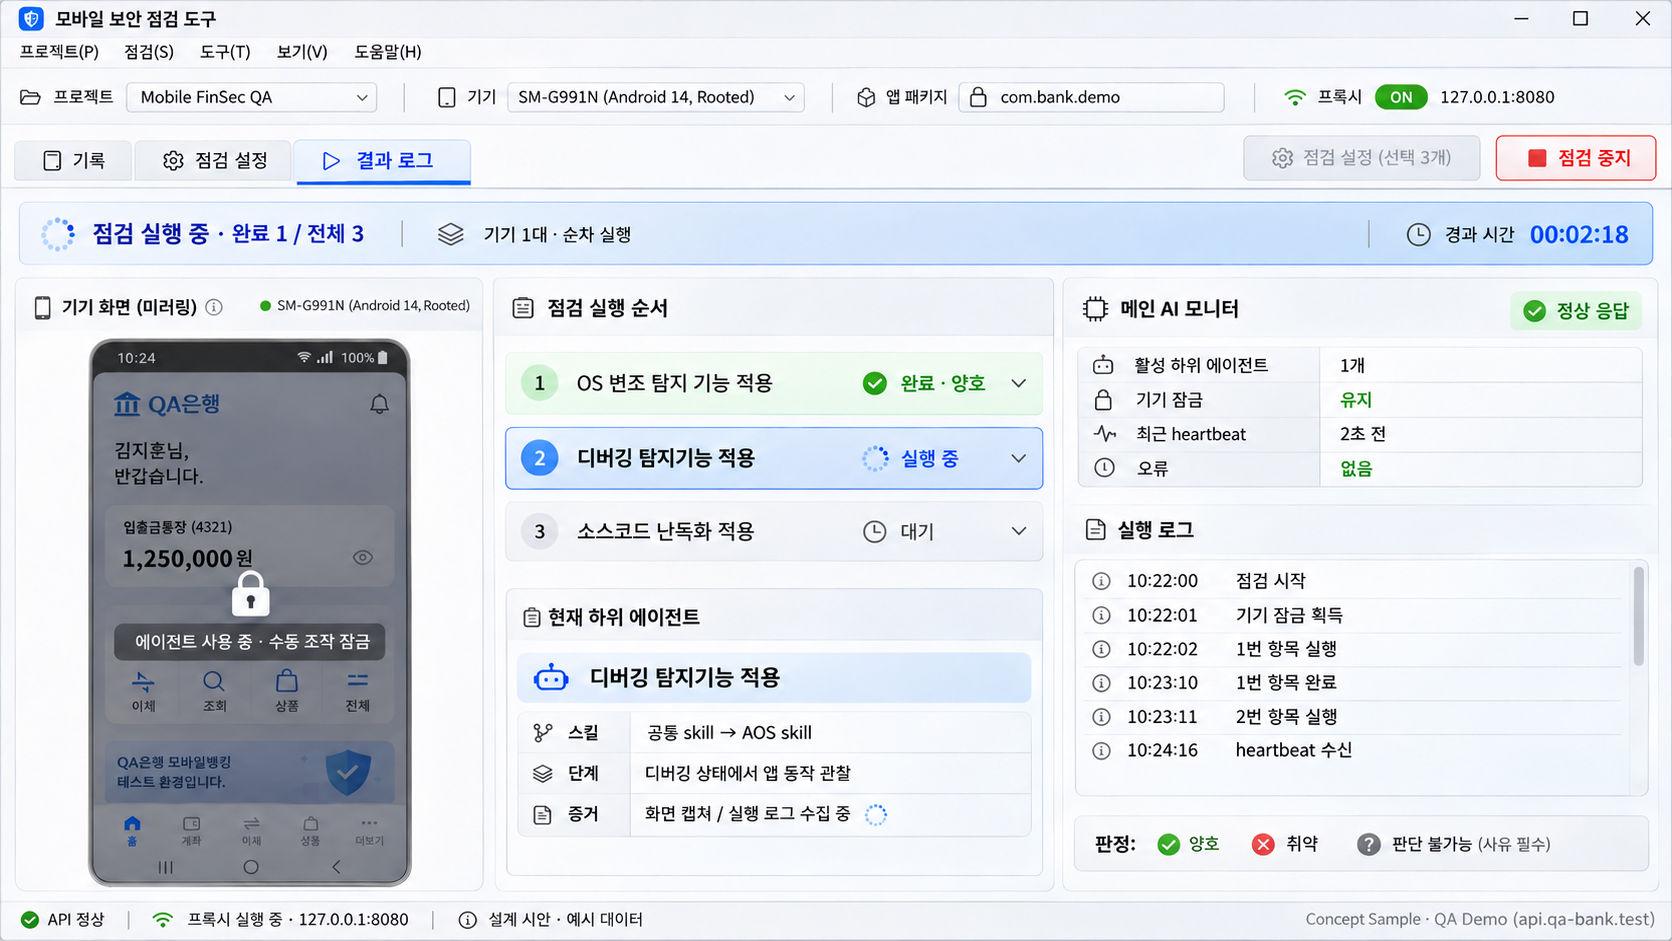 모바일 보안 점검 도구
프로젝트(P) 점검(S) 도구(T) 보기(V) 도움말(H)
프로젝트 Mobile FinSec QA 기기 SM-G991N (Android 14, Rooted) 앱 패키지 com.bank.demo 프록시 ON 127.0.0.1:8080
기록 점검 설정 결과 로그 점검 설정 (선택 3개) 점검 중지
점검 실행 중 · 완료 1 / 전체 3 기기 1대 · 순차 실행 경과 시간 00:02:18
기기 화면 (미러링) SM-G991N (Android 14, Rooted)
10:24 100%
QA은행
김지훈님,
반갑습니다.
입출금통장 (4321)
1,250,000원
에이전트 사용 중 · 수동 조작 잠금
이체 조회 상품 전체
QA은행 모바일뱅킹
테스트 환경입니다.
홈 계좌 이체 상품 더보기
점검 실행 순서
1 OS 변조 탐지 기능 적용 완료 · 양호
2 디버깅 탐지기능 적용 실행 중
3 소스코드 난독화 적용 대기
현재 하위 에이전트
디버깅 탐지기능 적용
스킬 공통 skill → AOS skill
단계 디버깅 상태에서 앱 동작 관찰
증거 화면 캡쳐 / 실행 로그 수집 중
메인 AI 모니터 정상 응답
활성 하위 에이전트 1개
기기 잠금 유지
최근 heartbeat 2초 전
오류 없음
실행 로그
10:22:00 점검 시작
10:22:01 기기 잠금 획득
10:22:02 1번 항목 실행
10:23:10 1번 항목 완료
10:23:11 2번 항목 실행
10:24:16 heartbeat 수신
판정: 양호 취약 판단 불가능 (사유 필수)
API 정상 프록시 실행 중 · 127.0.0.1:8080 설계 시안 · 예시 데이터 Concept Sample · QA Demo (api.qa-bank.test)